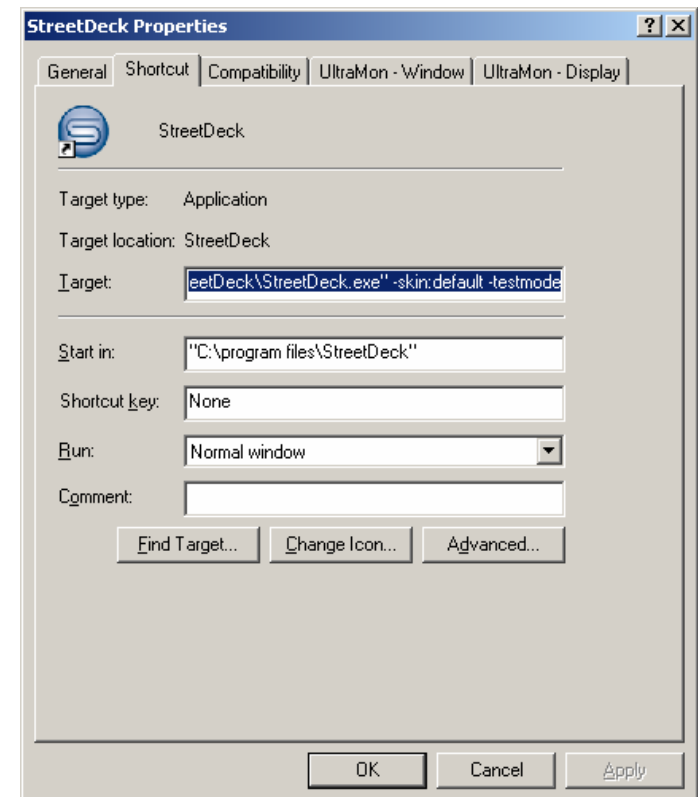 StreetDeck Properties
General Shortcut Compatibility UltraMon - Window UltraMon - Display
StreetDeck
Target type: Application
Target location: StreetDeck
Target: eetDeck\StreetDeck.exe" -skin:default -testmode
Start in: "C:\program files\StreetDeck"
Shortcut key: None
Run: Normal window
Comment:
Find Target... Change Icon... Advanced...
OK Cancel Apply